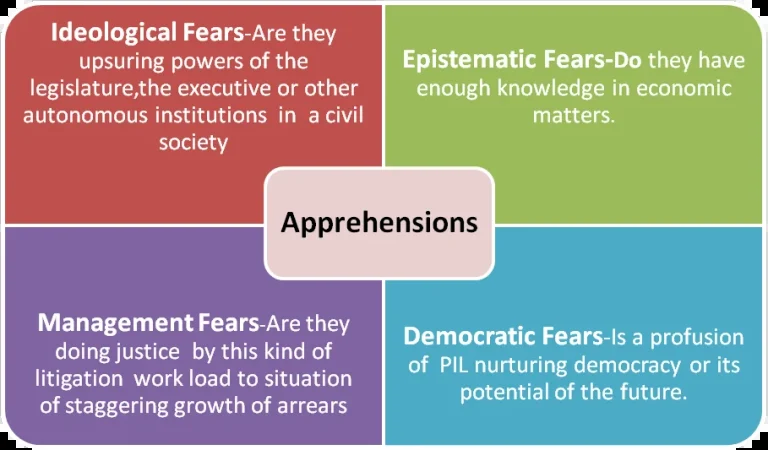 Ideological Fears-Are they
upsuring powers of the
legislature,the executive or other
autonomous institutions in a civil
society
Epistematic Fears-Do they have
enough knowledge in economic
matters.
Apprehensions
Management Fears-Are they
doing justice by this kind of
litigation work load to situation
of staggering growth of arrears
Democratic Fears-Is a profusion
of PIL nurturing democracy or its
potential of the future.